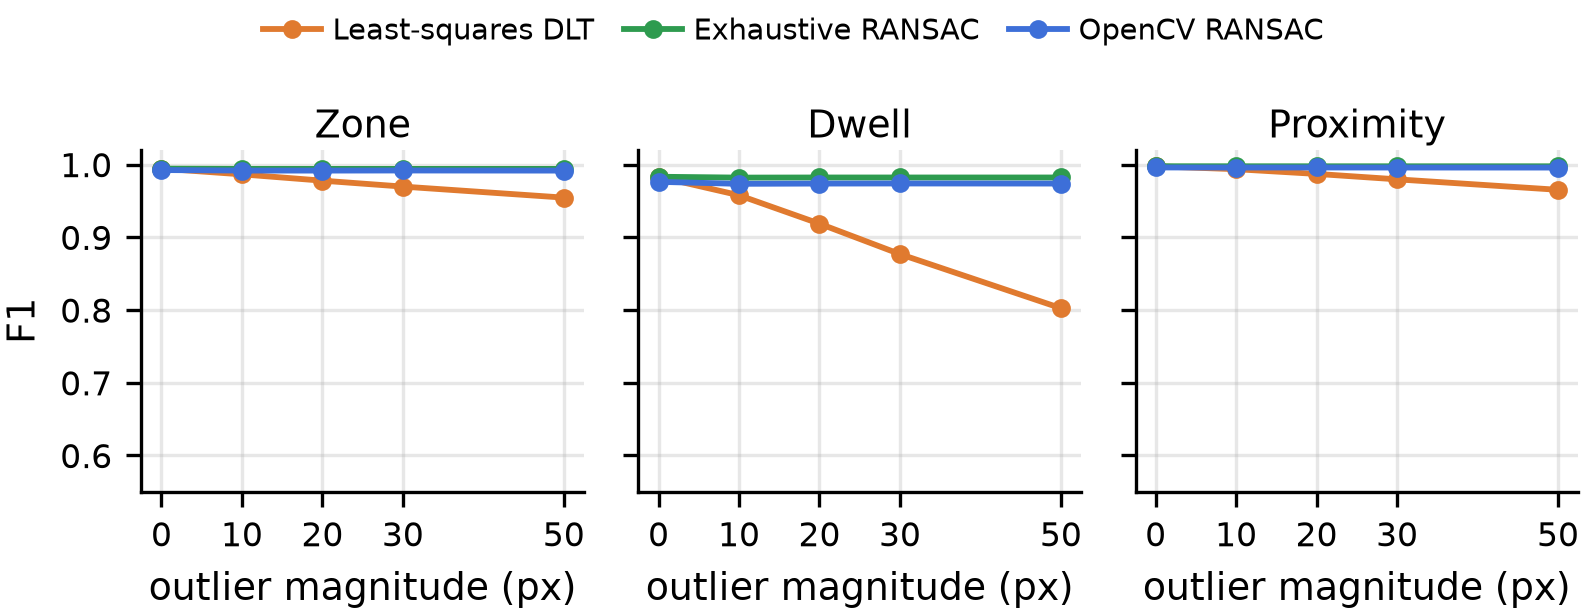 Least-squares DLT Exhaustive RANSAC OpenCV RANSAC
Zone Dwell Proximity
F1
1.0
0.9
0.8
0.7
0.6
0 10 20 30 50 0 10 20 30 50 0 10 20 30 50
outlier magnitude (px) outlier magnitude (px) outlier magnitude (px)